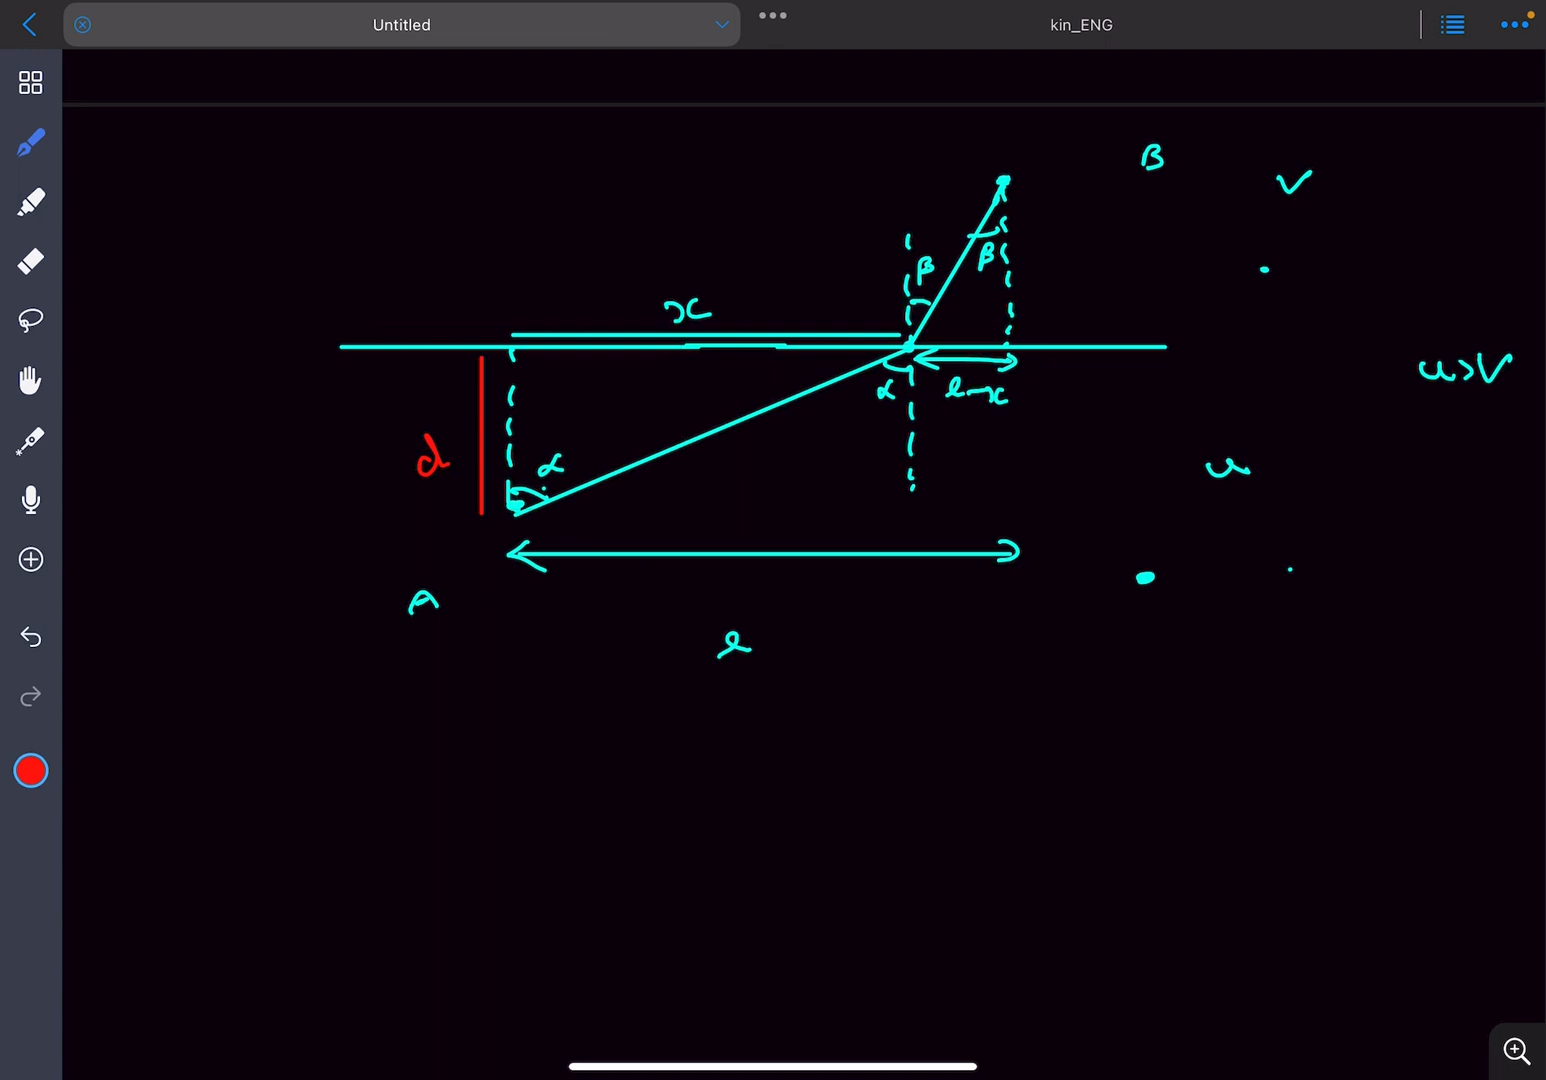 Untitled
kin_ENG
B
V
β
β
x
α
l-x
u>V
d
α
u
A
l